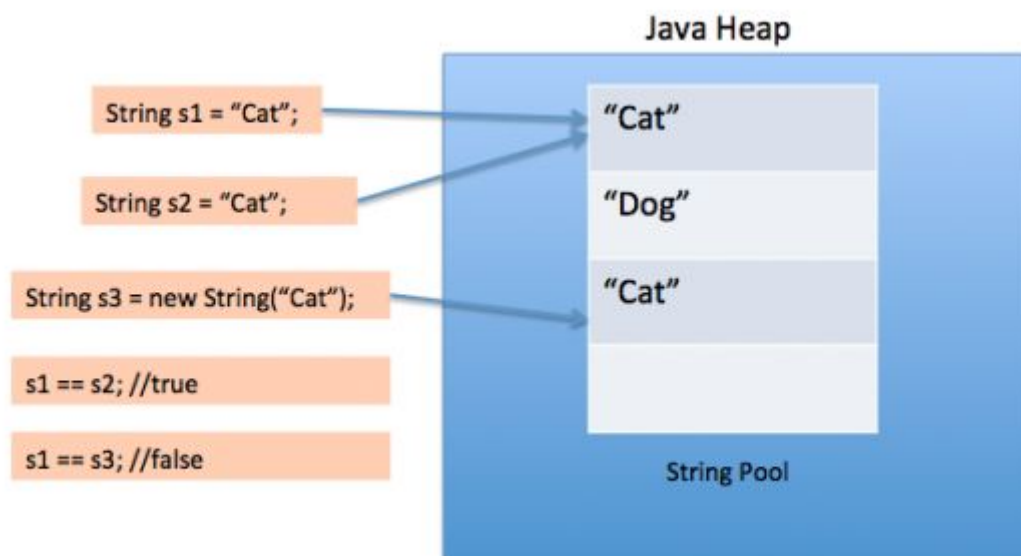 Java Heap
String s1 = “Cat”;
String s2 = “Cat”;
String s3 = new String(“Cat”);
s1 == s2; //true
s1 == s3; //false
“Cat”
“Dog”
“Cat”
String Pool